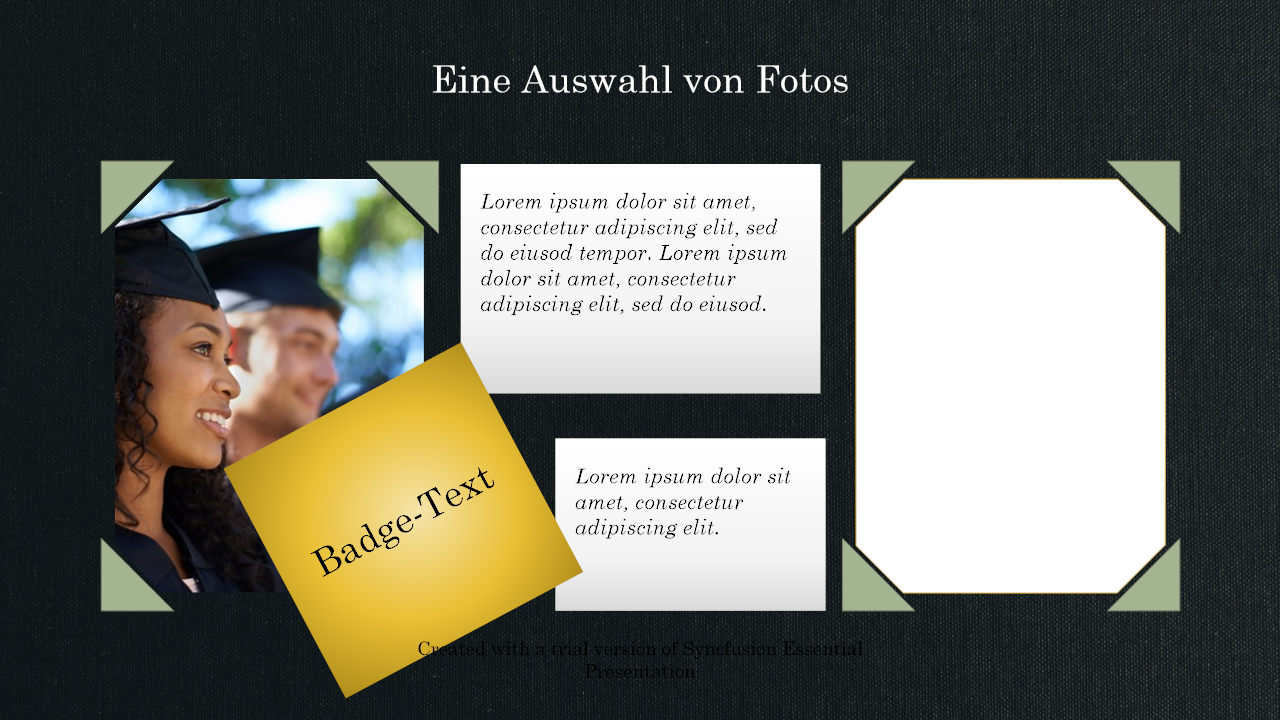 Eine Auswahl von Fotos
Lorem ipsum dolor sit amet,
consectetur adipiscing elit, sed
do eiusod tempor. Lorem ipsum
dolor sit amet, consectetur
adipiscing elit, sed do eiusod.
Badge-Text
Lorem ipsum dolor sit
amet, consectetur
adipiscing elit.
Created with a trial version of Syncfusion Essential
Presentation